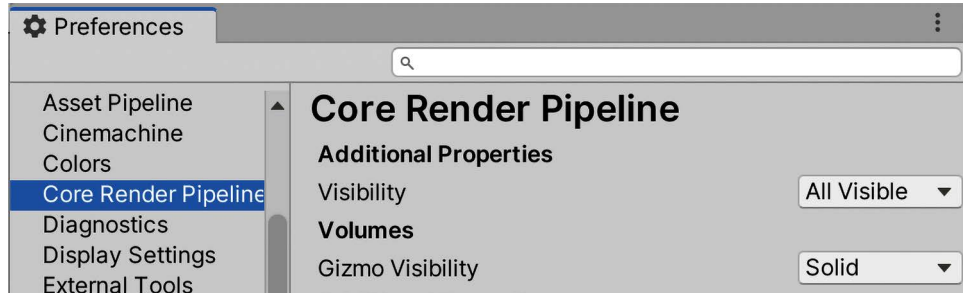 Preferences
Asset Pipeline
Cinemachine
Colors
Core Render Pipeline
Diagnostics
Display Settings
External Tools
Core Render Pipeline
Additional Properties
Visibility All Visible
Volumes
Gizmo Visibility Solid